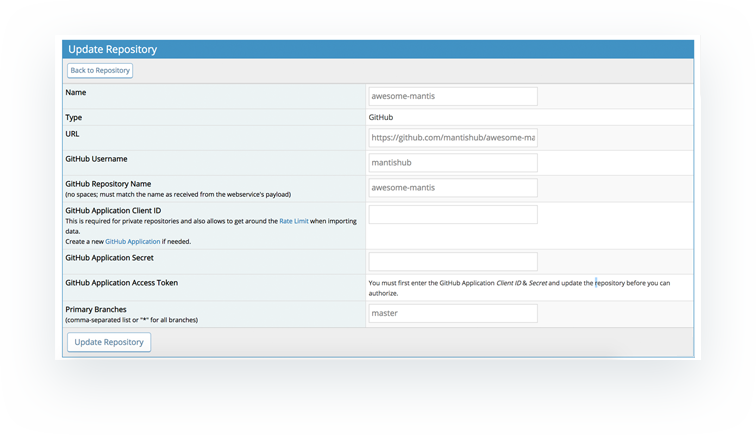 Update Repository
Back to Repository
Name
awesome-mantis
Type
GitHub
URL
https://github.com/mantishub/awesome-ma
GitHub Username
mantishub
GitHub Repository Name
(no spaces; must match the name as received from the webservice's payload)
awesome-mantis
GitHub Application Client ID
This is required for private repositories and also allows to get around the Rate Limit when importing
data.
Create a new GitHub Application if needed.
GitHub Application Secret
GitHub Application Access Token
You must first enter the GitHub Application Client ID & Secret and update the repository before you can
authorize.
Primary Branches
(comma-separated list or "*" for all branches)
master
Update Repository